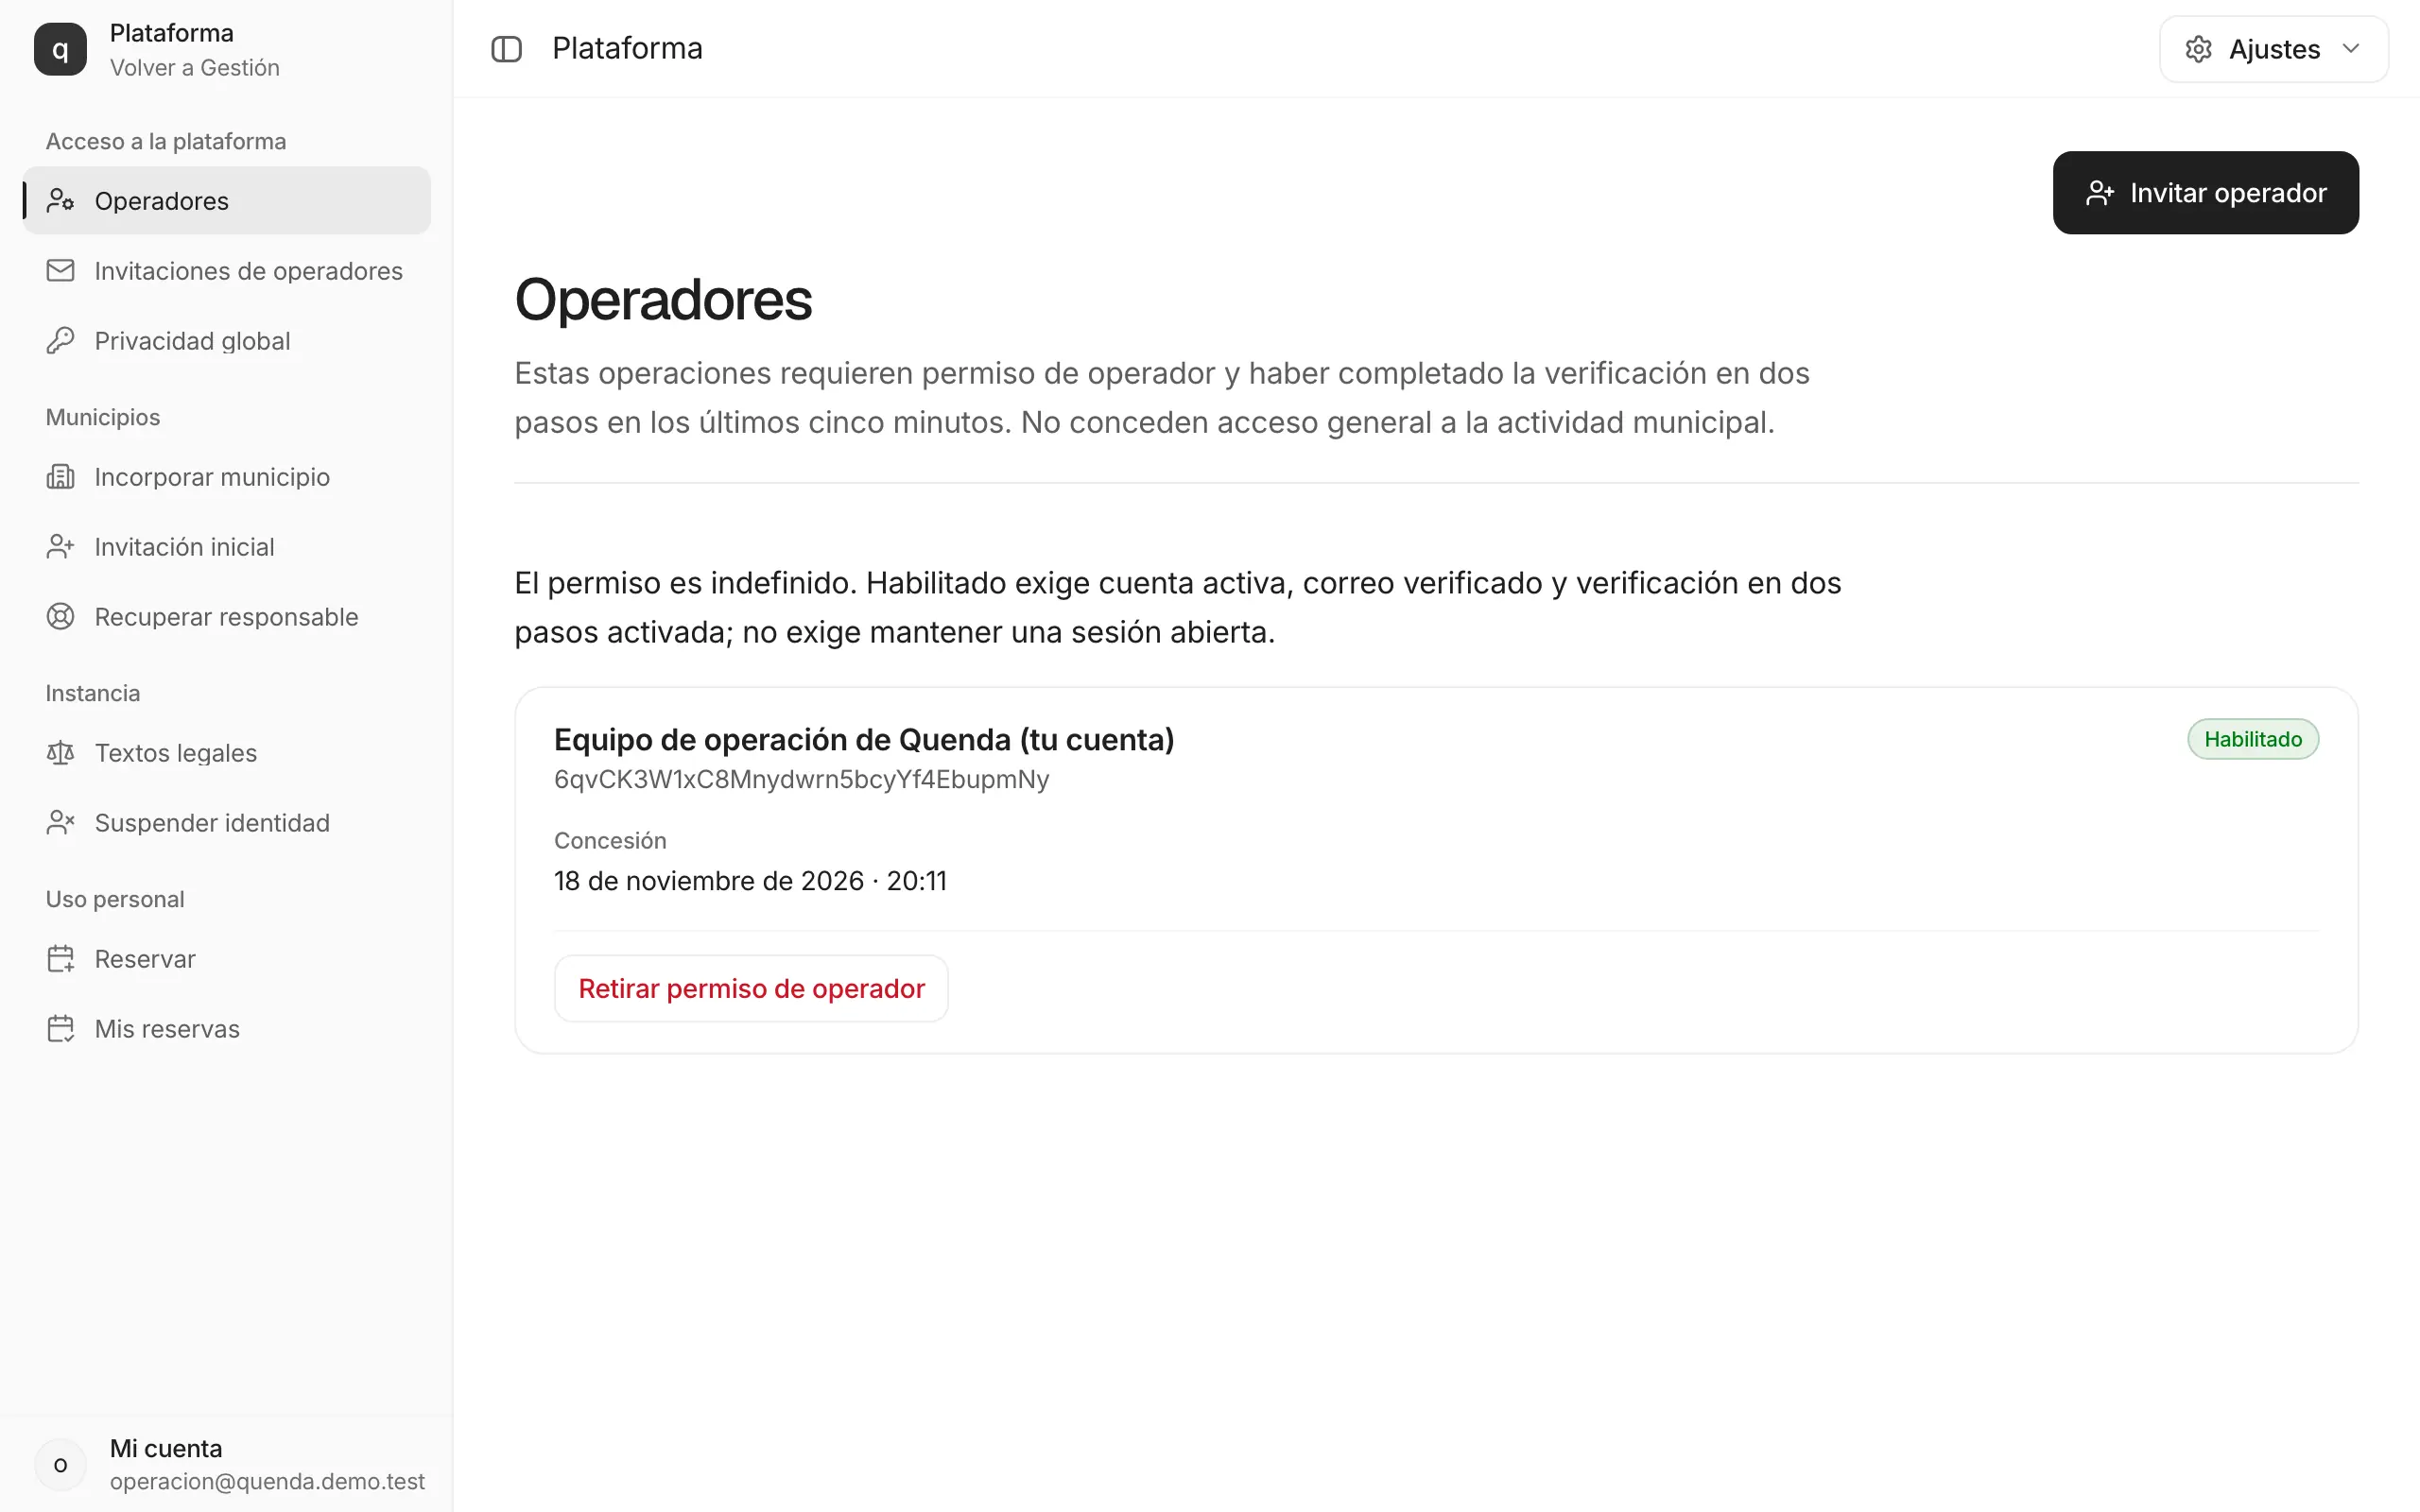 q
Plataforma
Volver a Gestión
Acceso a la plataforma
Operadores
Invitaciones de operadores
Privacidad global
Municipios
Incorporar municipio
Invitación inicial
Recuperar responsable
Instancia
Textos legales
Suspender identidad
Uso personal
Reservar
Mis reservas
O
Mi cuenta
operacion@quenda.demo.test
Plataforma
Ajustes
Invitar operador
Operadores
Estas operaciones requieren permiso de operador y haber completado la verificación en dos
pasos en los últimos cinco minutos. No conceden acceso general a la actividad municipal.
El permiso es indefinido. Habilitado exige cuenta activa, correo verificado y verificación en dos
pasos activada; no exige mantener una sesión abierta.
Equipo de operación de Quenda (tu cuenta)
Habilitado
6qvCK3W1xC8Mnydwrn5bcyYf4EbupmNy
Concesión
18 de noviembre de 2026 · 20:11
Retirar permiso de operador